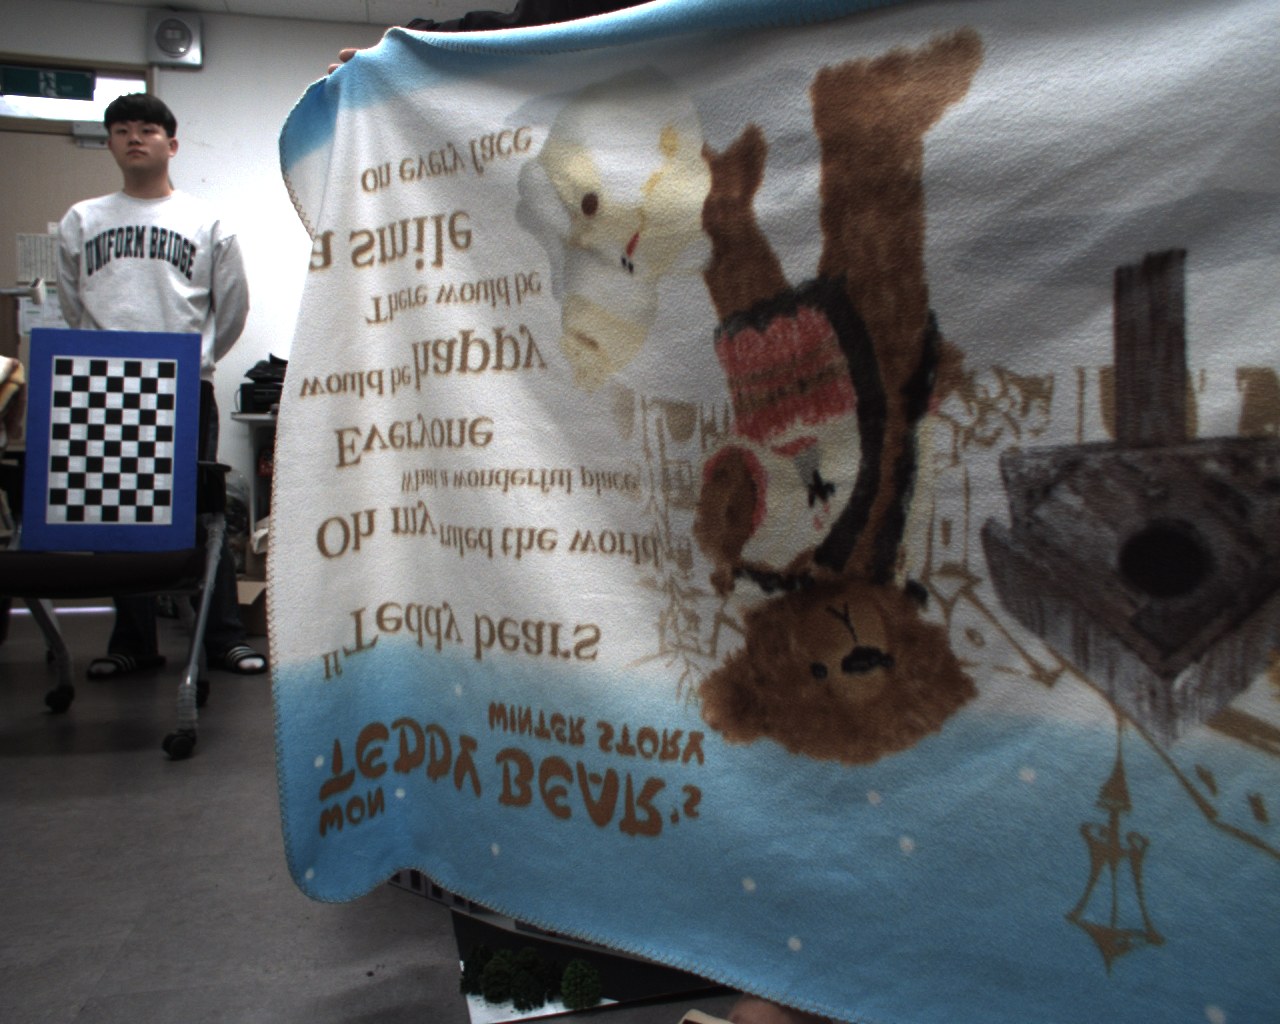 UNIFORM BRIDGE
MON
TEDDY BEAR's
WINTER STORY
If Teddy bears
Oh my ruled the world
What a wonderful place
Everyone
would be happy
There would be
a smile
on every face